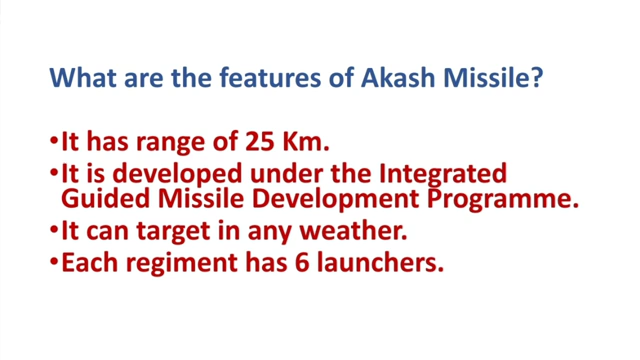 What are the features of Akash Missile?
•It has range of 25 Km.
•It is developed under the Integrated
Guided Missile Development Programme.
•It can target in any weather.
•Each regiment has 6 launchers.